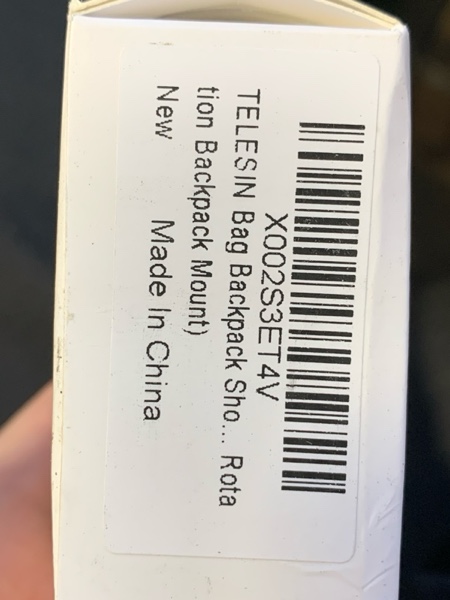 X002S3ET4V
TELESIN Bag Backpack Sho... Rota
tion Backpack Mount)
New Made In China